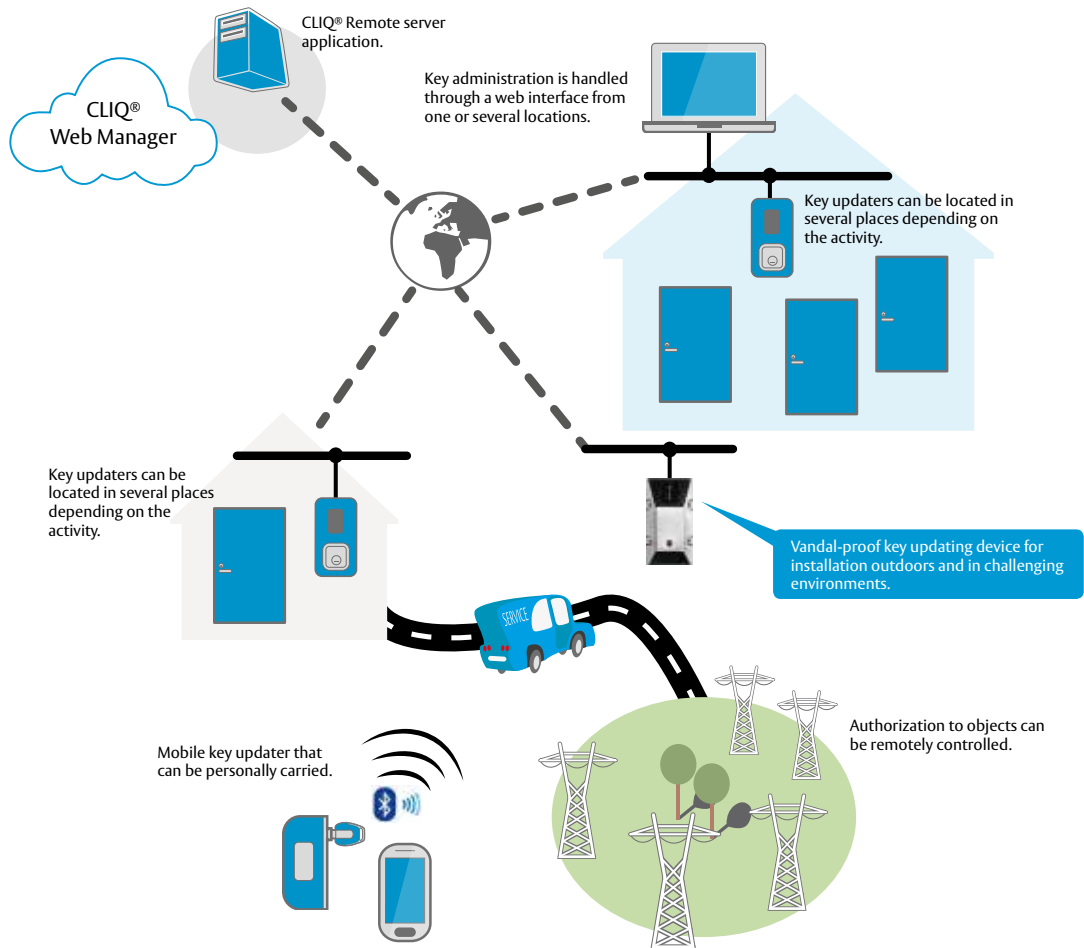 CLIQ® Remote server
application.
CLIQ®
Web Manager
Key administration is handled
through a web interface from
one or several locations.
Key updaters can be located in
several places depending on
the activity.
Key updaters can be
located in several places
depending on the
activity.
Vandal-proof key updating device for
installation outdoors and in challenging
environments.
SERVICE
Authorization to objects can
be remotely controlled.
Mobile key updater that
can be personally carried.